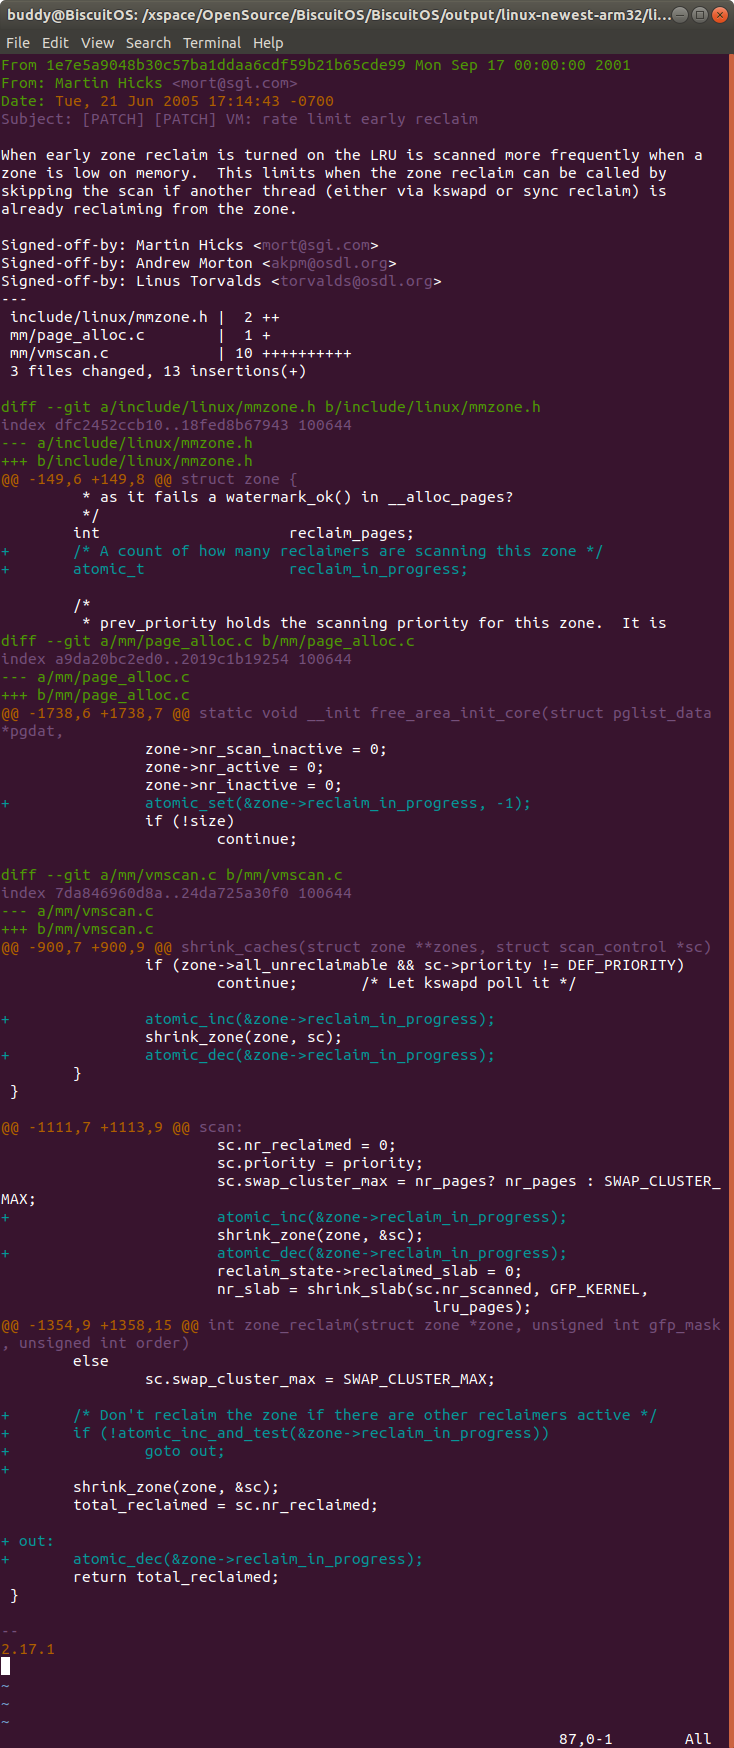 buddy@BiscuitOS: /xspace/OpenSource/BiscuitOS/BiscuitOS/output/linux-newest-arm32/li...
File Edit View Search Terminal Help
From 1e7e5a9048b30c57ba1ddaa6cdf59b21b65cde99 Mon Sep 17 00:00:00 2001
From: Martin Hicks <mort@sgi.com>
Date: Tue, 21 Jun 2005 17:14:43 -0700
Subject: [PATCH] [PATCH] VM: rate limit early reclaim

When early zone reclaim is turned on the LRU is scanned more frequently when a
zone is low on memory.  This limits when the zone reclaim can be called by
skipping the scan if another thread (either via kswapd or sync reclaim) is
already reclaiming from the zone.

Signed-off-by: Martin Hicks <mort@sgi.com>
Signed-off-by: Andrew Morton <akpm@osdl.org>
Signed-off-by: Linus Torvalds <torvalds@osdl.org>
---
 include/linux/mmzone.h |  2 ++
 mm/page_alloc.c        |  1 +
 mm/vmscan.c            | 10 ++++++++++
 3 files changed, 13 insertions(+)

diff --git a/include/linux/mmzone.h b/include/linux/mmzone.h
index dfc2452ccb10..18fed8b67943 100644
--- a/include/linux/mmzone.h
+++ b/include/linux/mmzone.h
@@ -149,6 +149,8 @@ struct zone {
         * as it fails a watermark_ok() in __alloc_pages?
         */
        int                     reclaim_pages;
+       /* A count of how many reclaimers are scanning this zone */
+       atomic_t                reclaim_in_progress;

        /*
         * prev_priority holds the scanning priority for this zone.  It is
diff --git a/mm/page_alloc.c b/mm/page_alloc.c
index a9da20bc2ed0..2019c1b19254 100644
--- a/mm/page_alloc.c
+++ b/mm/page_alloc.c
@@ -1738,6 +1738,7 @@ static void __init free_area_init_core(struct pglist_data
*pgdat,
                zone->nr_scan_inactive = 0;
                zone->nr_active = 0;
                zone->nr_inactive = 0;
+               atomic_set(&zone->reclaim_in_progress, -1);
                if (!size)
                        continue;

diff --git a/mm/vmscan.c b/mm/vmscan.c
index 7da846960d8a..24da725a30f0 100644
--- a/mm/vmscan.c
+++ b/mm/vmscan.c
@@ -900,7 +900,9 @@ shrink_caches(struct zone **zones, struct scan_control *sc)
                if (zone->all_unreclaimable && sc->priority != DEF_PRIORITY)
                        continue;       /* Let kswapd poll it */

+               atomic_inc(&zone->reclaim_in_progress);
                shrink_zone(zone, sc);
+               atomic_dec(&zone->reclaim_in_progress);
        }
 }

@@ -1111,7 +1113,9 @@ scan:
                        sc.nr_reclaimed = 0;
                        sc.priority = priority;
                        sc.swap_cluster_max = nr_pages? nr_pages : SWAP_CLUSTER_
MAX;
+                       atomic_inc(&zone->reclaim_in_progress);
                        shrink_zone(zone, &sc);
+                       atomic_dec(&zone->reclaim_in_progress);
                        reclaim_state->reclaimed_slab = 0;
                        nr_slab = shrink_slab(sc.nr_scanned, GFP_KERNEL,
                                                lru_pages);
@@ -1354,9 +1358,15 @@ int zone_reclaim(struct zone *zone, unsigned int gfp_mask
, unsigned int order)
        else
                sc.swap_cluster_max = SWAP_CLUSTER_MAX;

+       /* Don't reclaim the zone if there are other reclaimers active */
+       if (!atomic_inc_and_test(&zone->reclaim_in_progress))
+               goto out;
+
        shrink_zone(zone, &sc);
        total_reclaimed = sc.nr_reclaimed;

+ out:
+       atomic_dec(&zone->reclaim_in_progress);
        return total_reclaimed;
 }

--
2.17.1

~
~
~
87,0-1        All